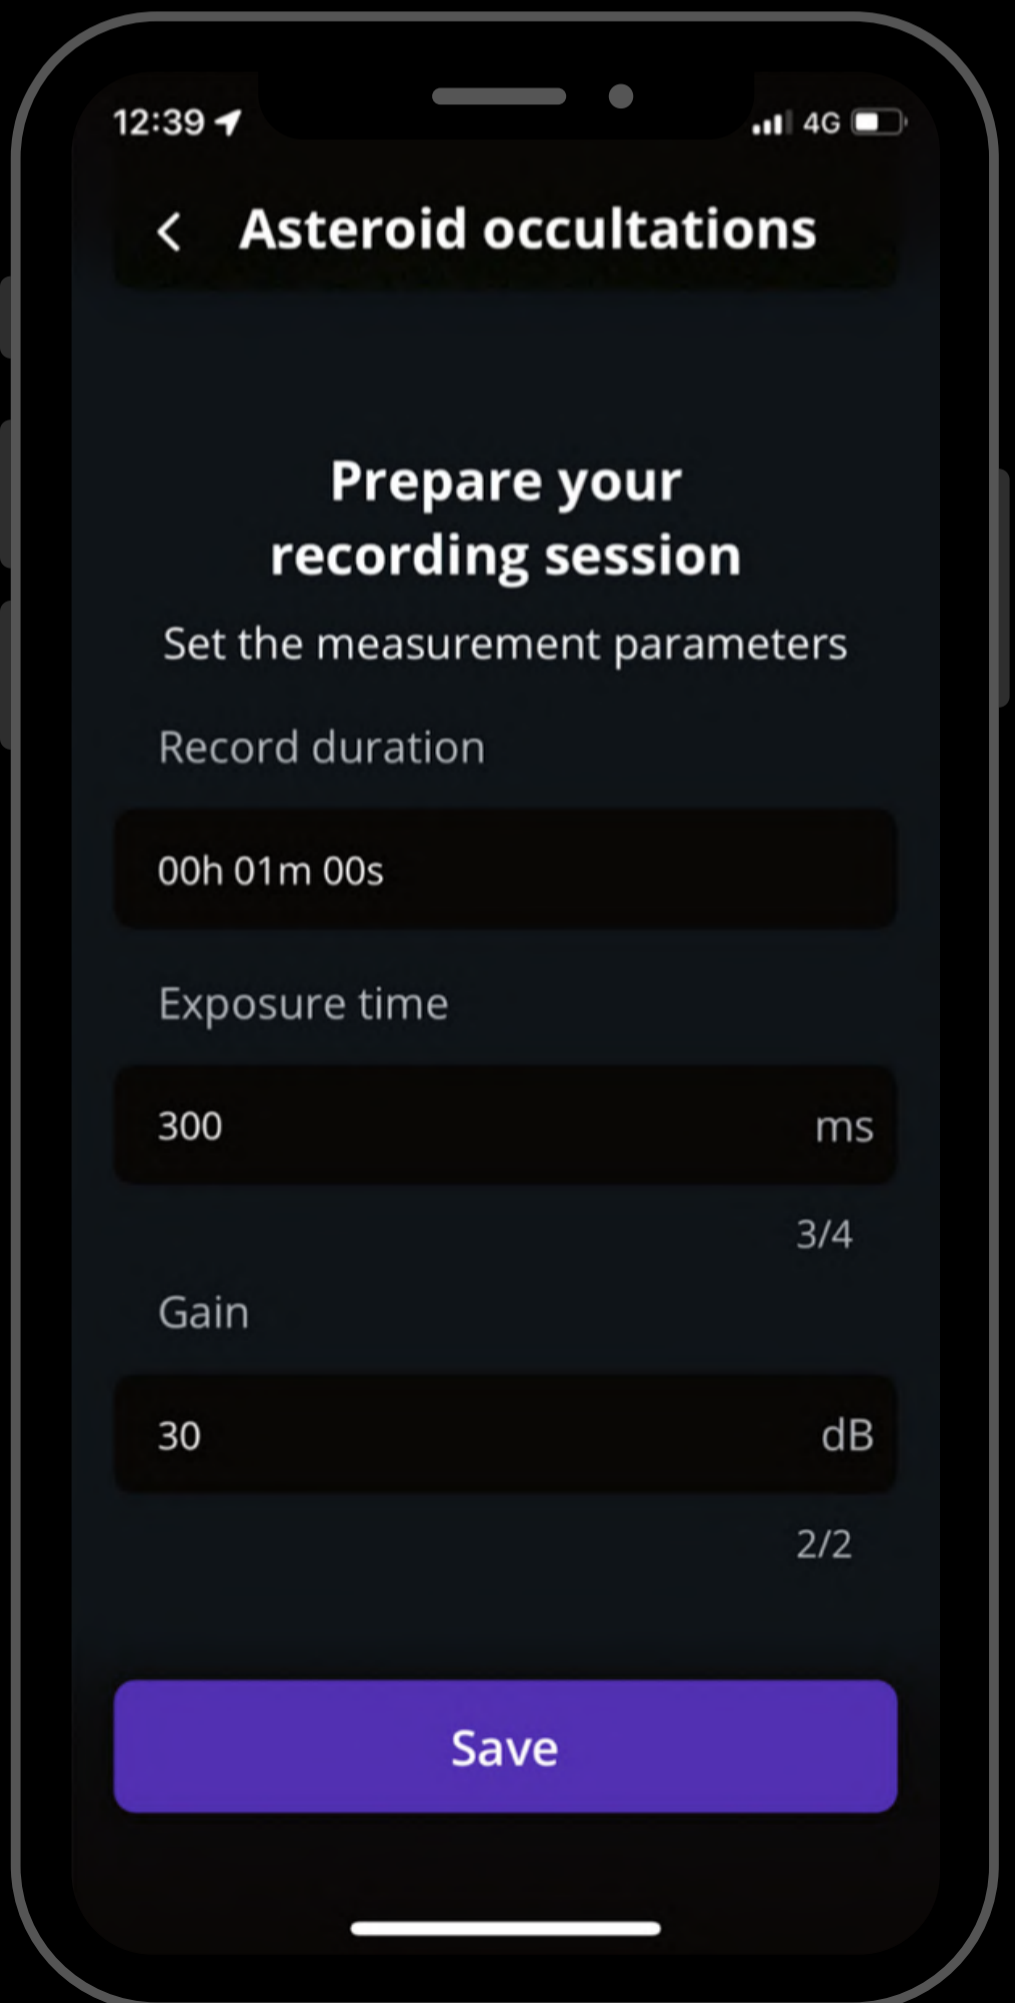 12:39 4G
Asteroid occultations
Prepare your
recording session
Set the measurement parameters
Record duration
00h 01m 00s
Exposure time
300 ms
3/4
Gain
30 dB
2/2
Save